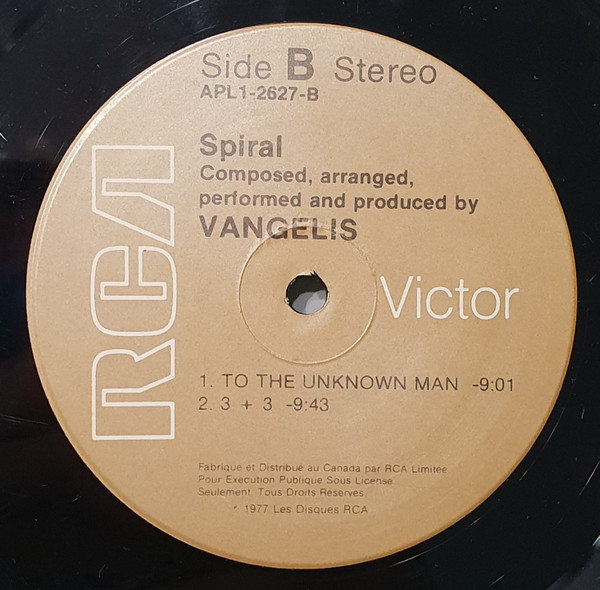 Side B Stereo
APL1-2627-B
Spiral
Composed, arranged,
performed and produced by
VANGELIS
RCA
Victor
1. TO THE UNKNOWN MAN -9:01
2. 3 + 3 -9:43
Fabrique et Distribué au Canada par RCA Limitée
Pour Execution Publique Sous License
Seulement. Tous Droits Reserves
1977 Les Disques RCA